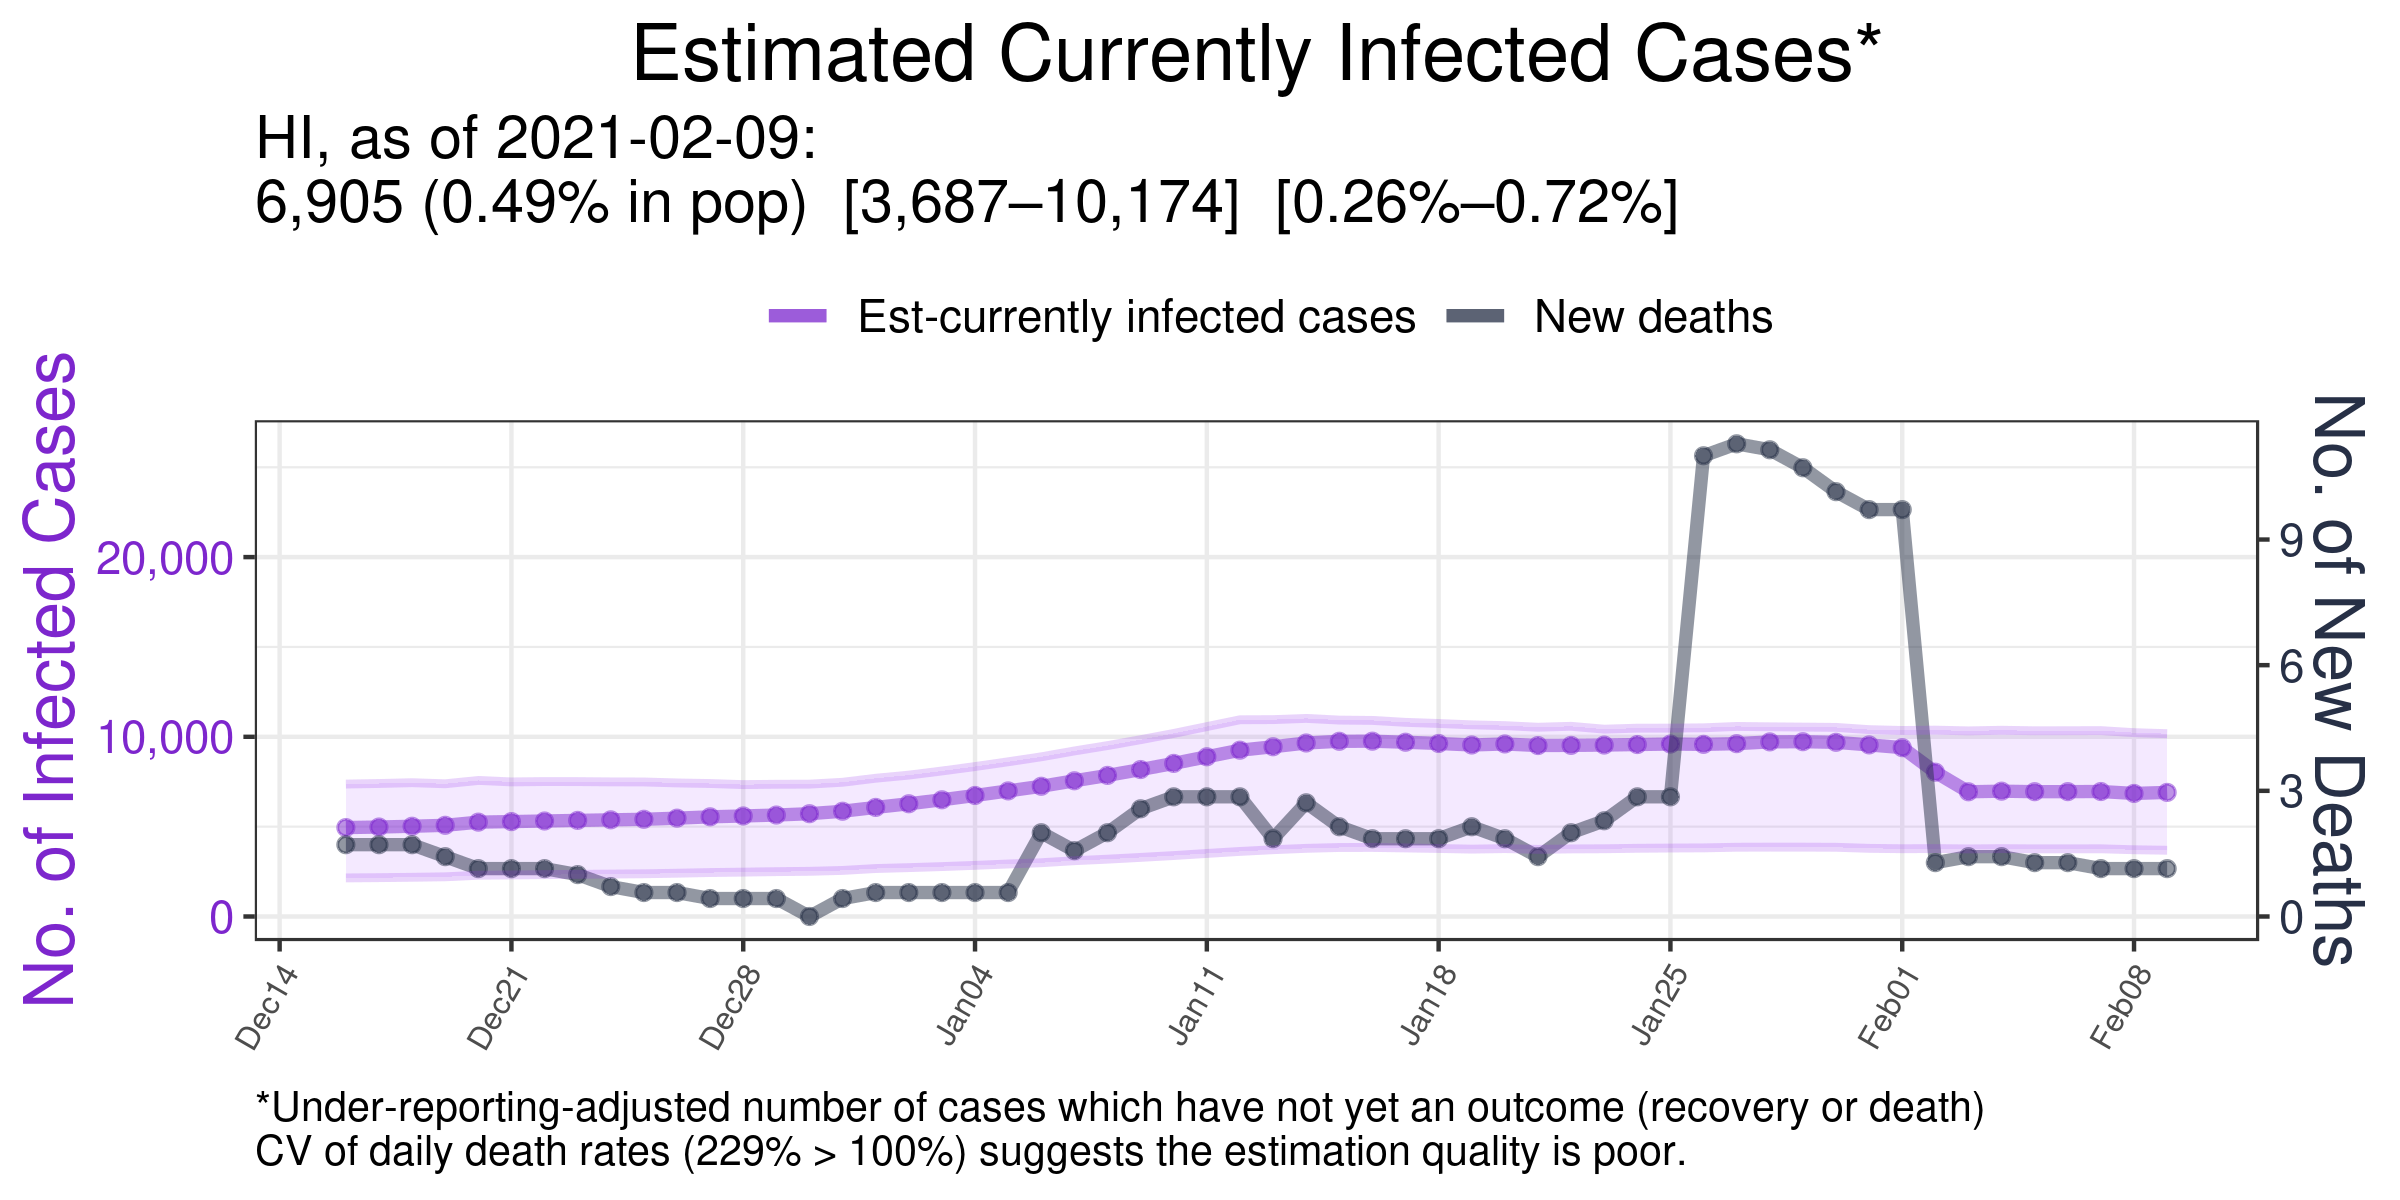 Estimated Currently Infected Cases*
HI, as of 2021-02-09:
6,905 (0.49% in pop)  [3,687–10,174]  [0.26%–0.72%]
Est-currently infected cases
New deaths
No. of Infected Cases
20,000
10,000
0
No. of New Deaths
9
6
3
0
Dec14
Dec21
Dec28
Jan04
Jan11
Jan18
Jan25
Feb01
Feb08
*Under-reporting-adjusted number of cases which have not yet an outcome (recovery or death)
CV of daily death rates (229% > 100%) suggests the estimation quality is poor.